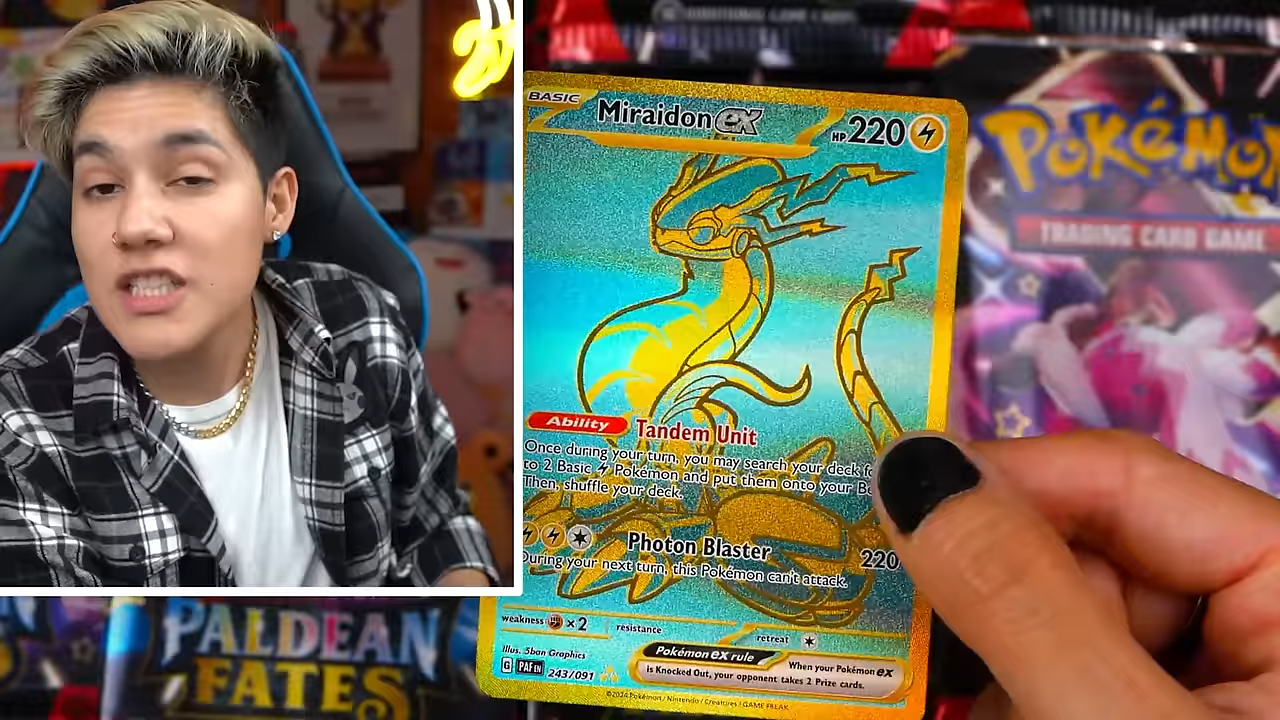 BASIC
Miraidon ex
HP 220
POKÉMON
TRADING CARD GAME
Ability Tandem Unit
Once during your turn, you may search your deck
to 2 Basic Pokémon and put them onto your
Then, shuffle your deck.
Photon Blaster 220
During your next turn, this Pokémon can't attack.
weakness ×2 resistance retreat
Illus. 5ban Graphics
G PAF EN 243/091
Pokémon ex rule
When your Pokémon ex
is Knocked Out, your opponent takes 2 Prize cards.
©2024 Pokémon / Nintendo / Creatures / GAME FREAK
PALDEAN
FATES